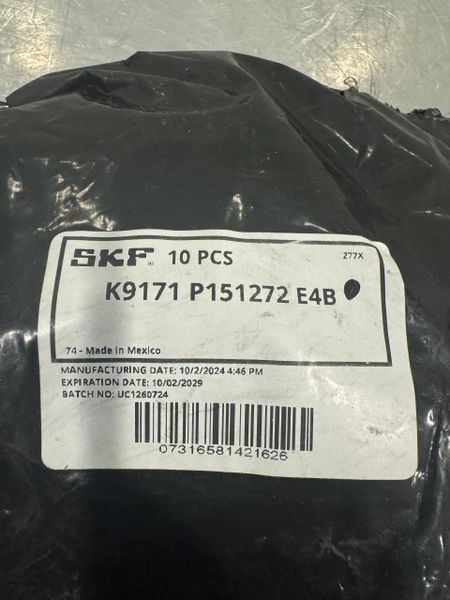 SKF® 10 PCS 277X
K9171 P151272 E4B
74 - Made in Mexico
MANUFACTURING DATE: 10/2/2024 4:46 PM
EXPIRATION DATE: 10/02/2029
BATCH NO: UC1260724
07316581421626